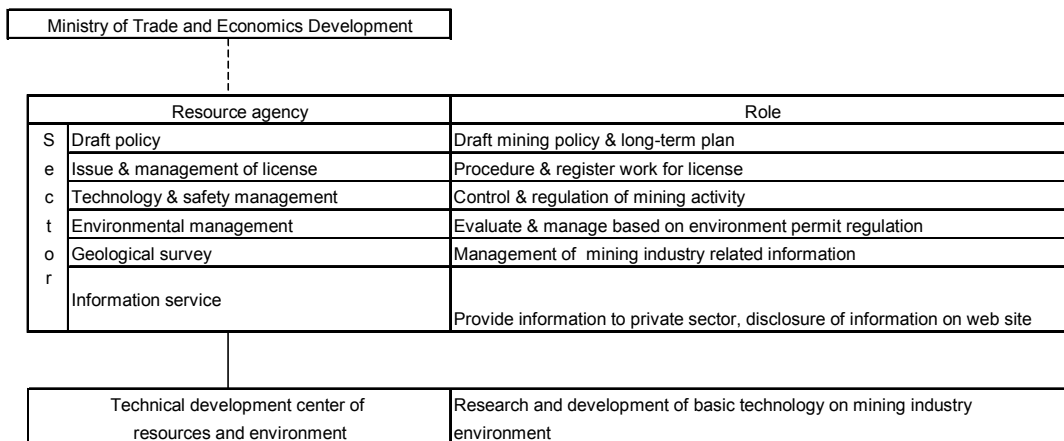 Ministry of Trade and Economics Development
Resource agency Role
Sector
Draft policy Draft mining policy & long-term plan
Issue & management of license Procedure & register work for license
Technology & safety management Control & regulation of mining activity
Environmental management Evaluate & manage based on environment permit regulation
Geological survey Management of mining industry related information
Information service
Provide information to private sector, disclosure of information on web site
Technical development center of
resources and environment
Research and development of basic technology on mining industry
environment